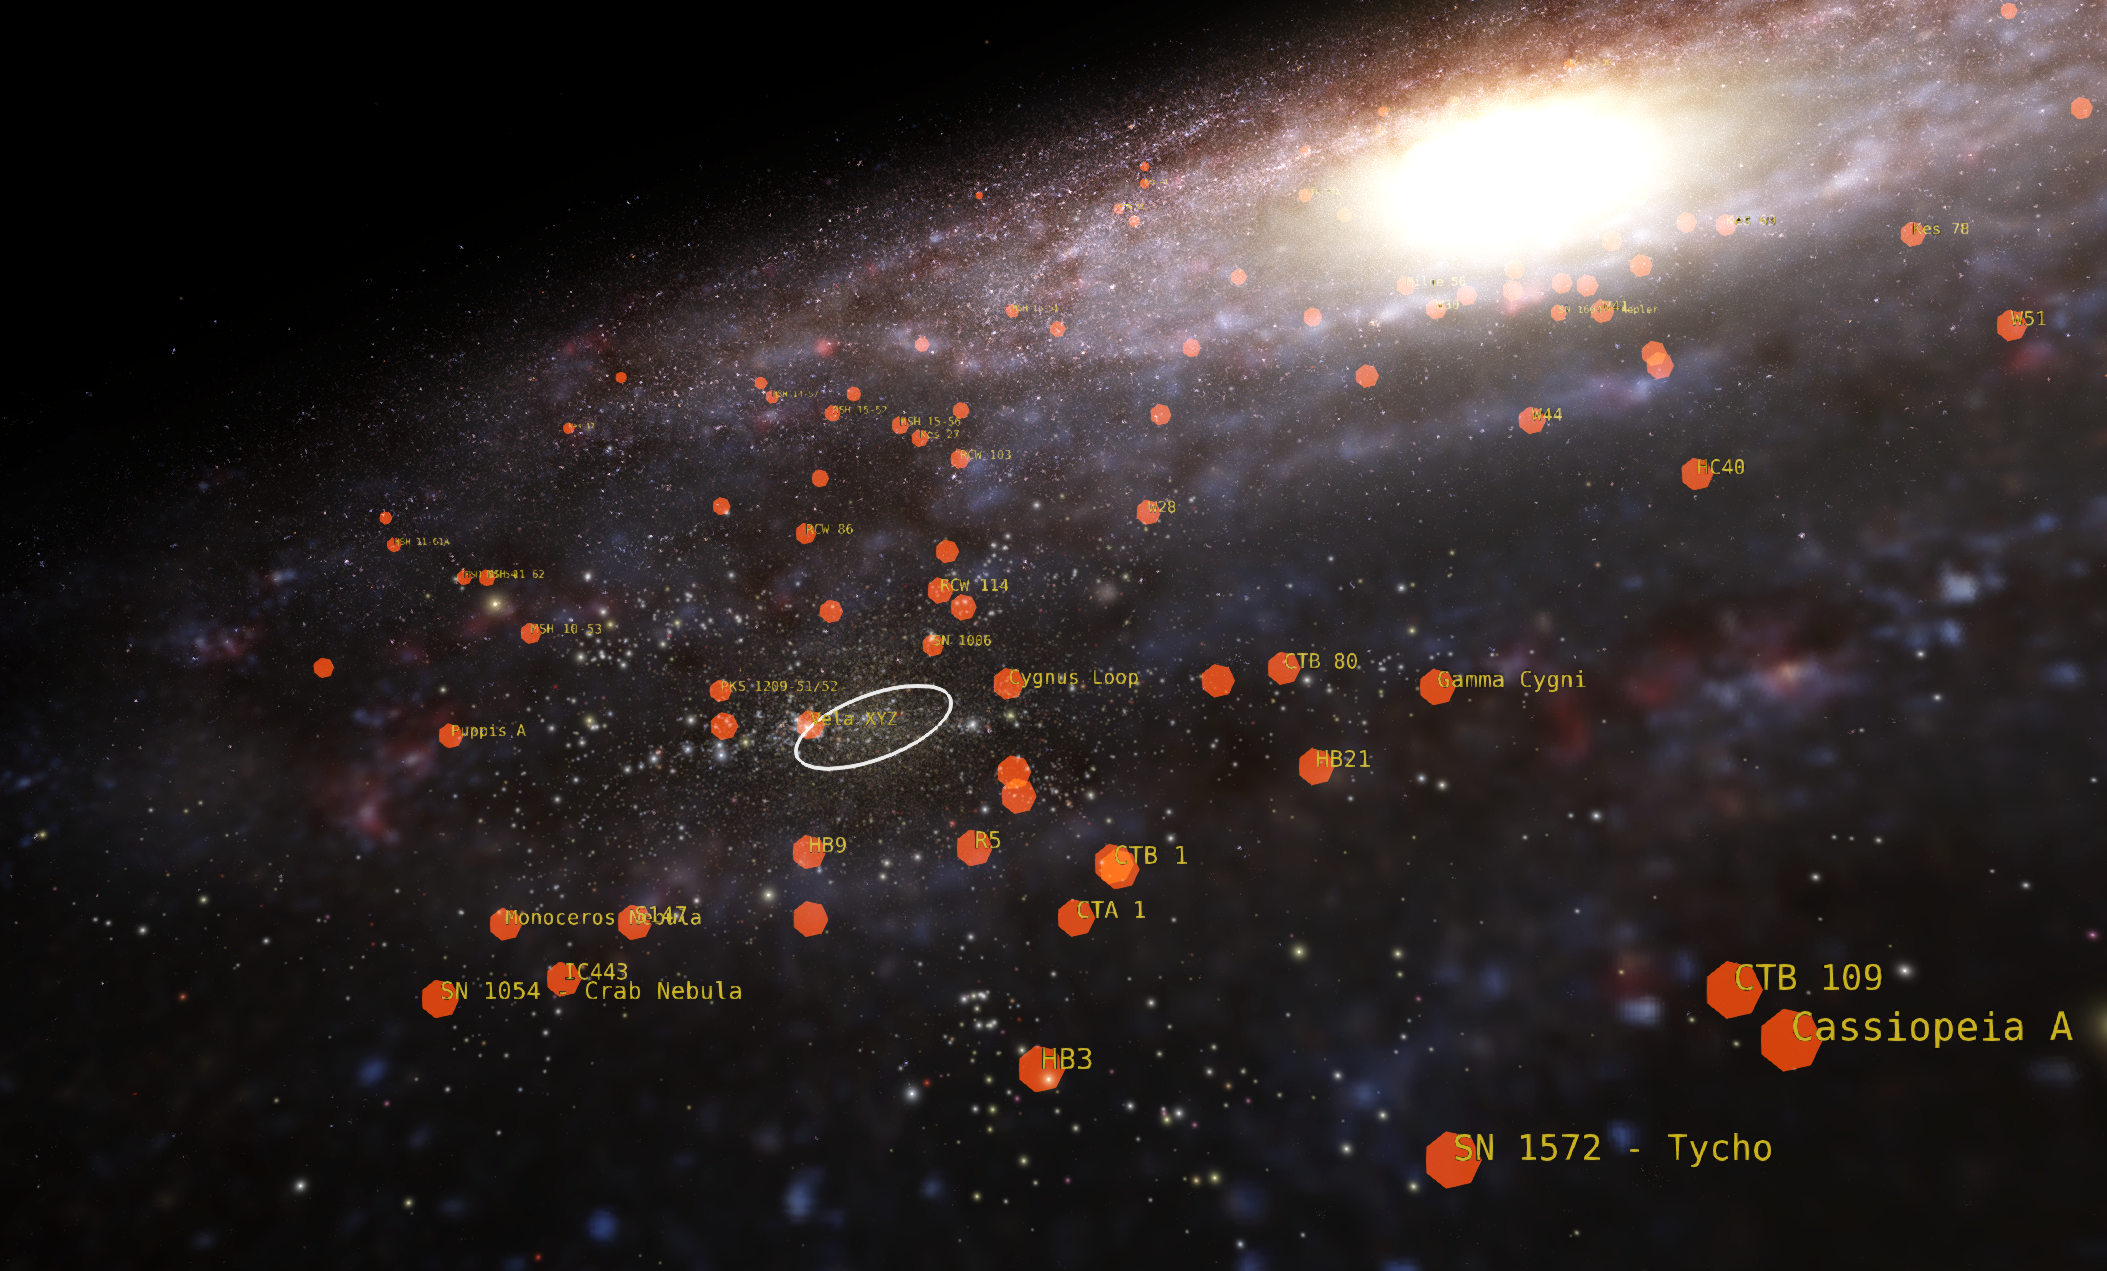 Kes 78
W51
W41
W44
MSH 15-52
MSH 15-56
Kes 27
RCW 103
HC40
W28
RCW 86
MSH 11-61A
MSH 11-62
RCW 114
MSH 10-53
SN 1006
CTB 80
Cygnus Loop
Gamma Cygni
PKS 1209-51/52
Vela XYZ
Puppis A
HB21
HB9
R5
CTB 1
CTA 1
Monoceros Nebula
S147
IC443
SN 1054 - Crab Nebula
CTB 109
Cassiopeia A
HB3
SN 1572 - Tycho